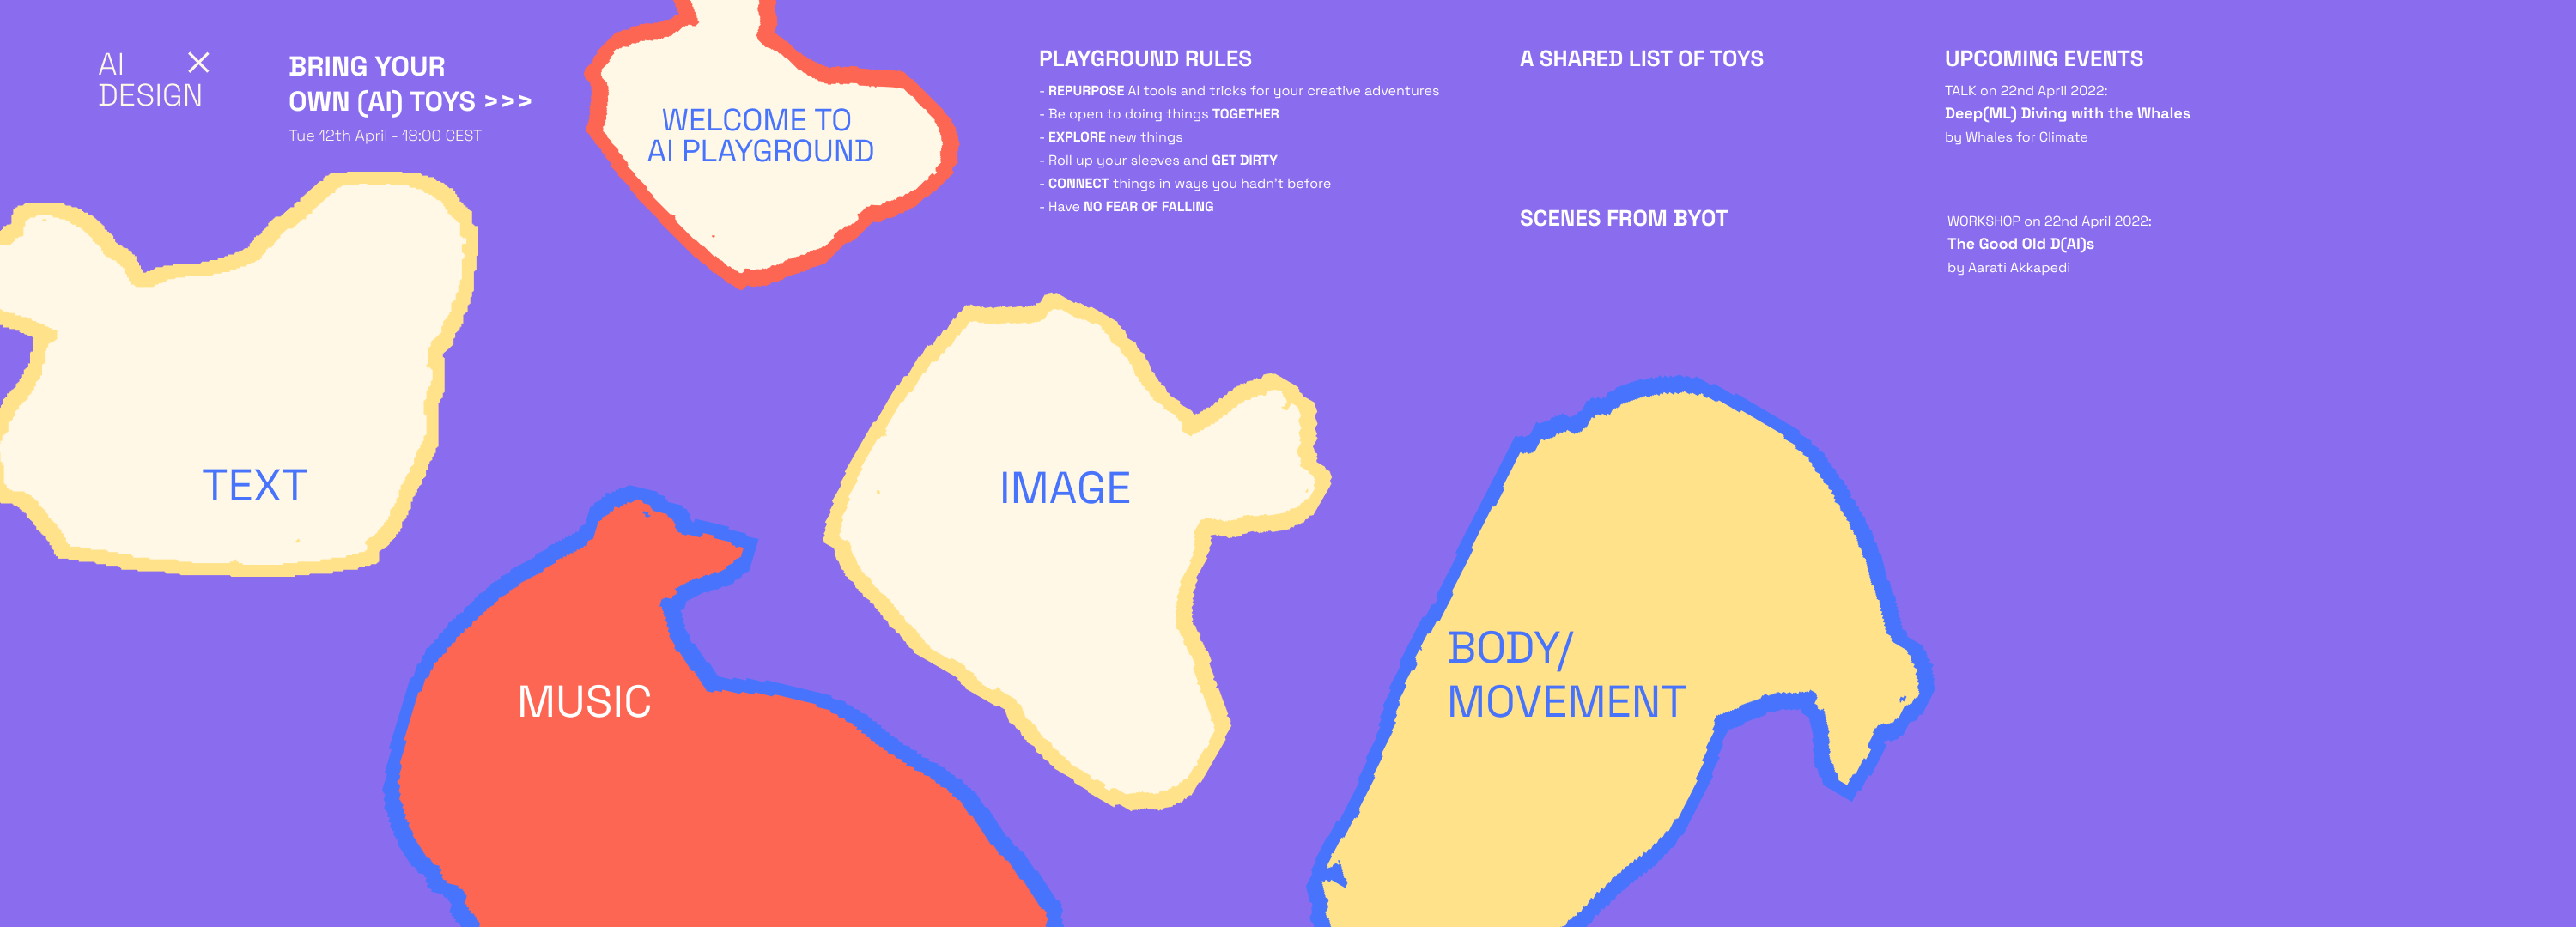 AI ×
DESIGN
BRING YOUR
OWN (AI) TOYS >>>
Tue 12th April - 18:00 CEST
WELCOME TO
AI PLAYGROUND
PLAYGROUND RULES
- REPURPOSE AI tools and tricks for your creative adventures
- Be open to doing things TOGETHER
- EXPLORE new things
- Roll up your sleeves and GET DIRTY
- CONNECT things in ways you hadn't before
- Have NO FEAR OF FALLING
A SHARED LIST OF TOYS
SCENES FROM BYOT
UPCOMING EVENTS
TALK on 22nd April 2022:
Deep(ML) Diving with the Whales
by Whales for Climate
WORKSHOP on 22nd April 2022:
The Good Old D(AI)s
by Aarati Akkapedi
TEXT
IMAGE
MUSIC
BODY/
MOVEMENT